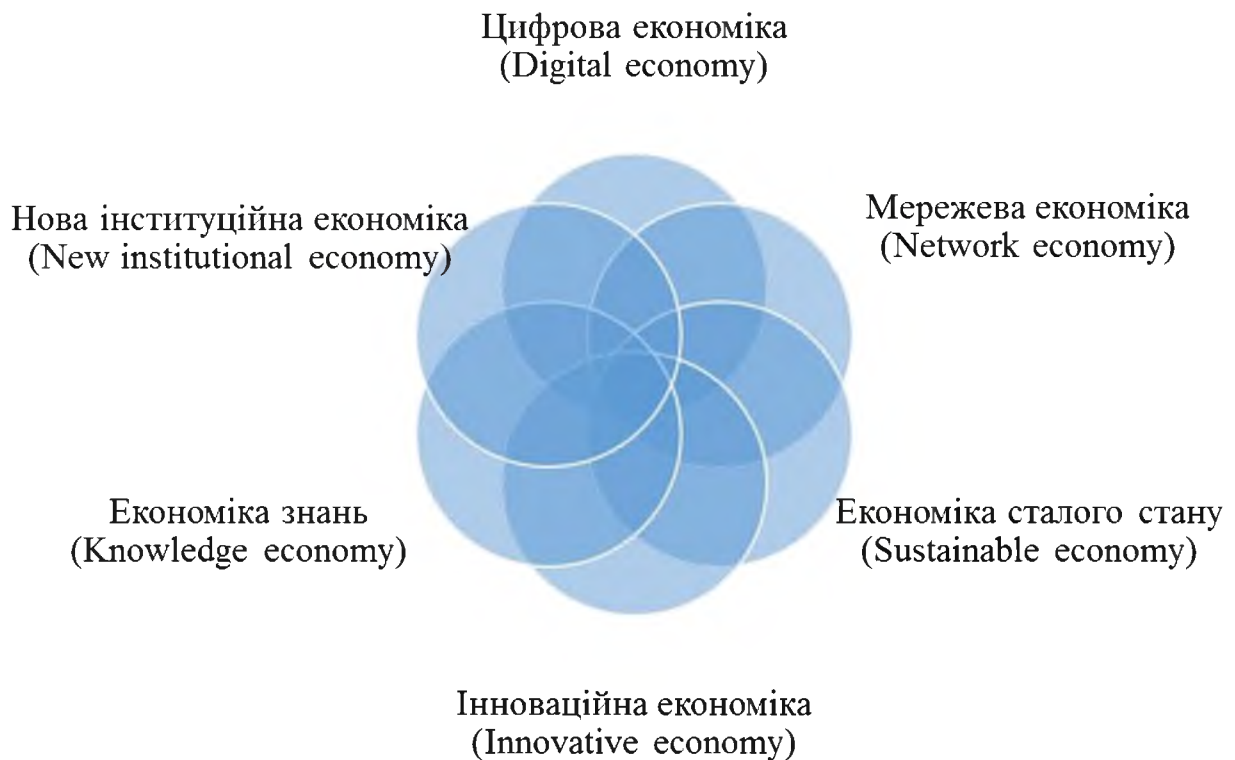 Цифрова економіка
(Digital economy)
Нова інституційна економіка
(New institutional economy)
Мережева економіка
(Network economy)
Економіка знань
(Knowledge economy)
Економіка сталого стану
(Sustainable economy)
Інноваційна економіка
(Innovative economy)